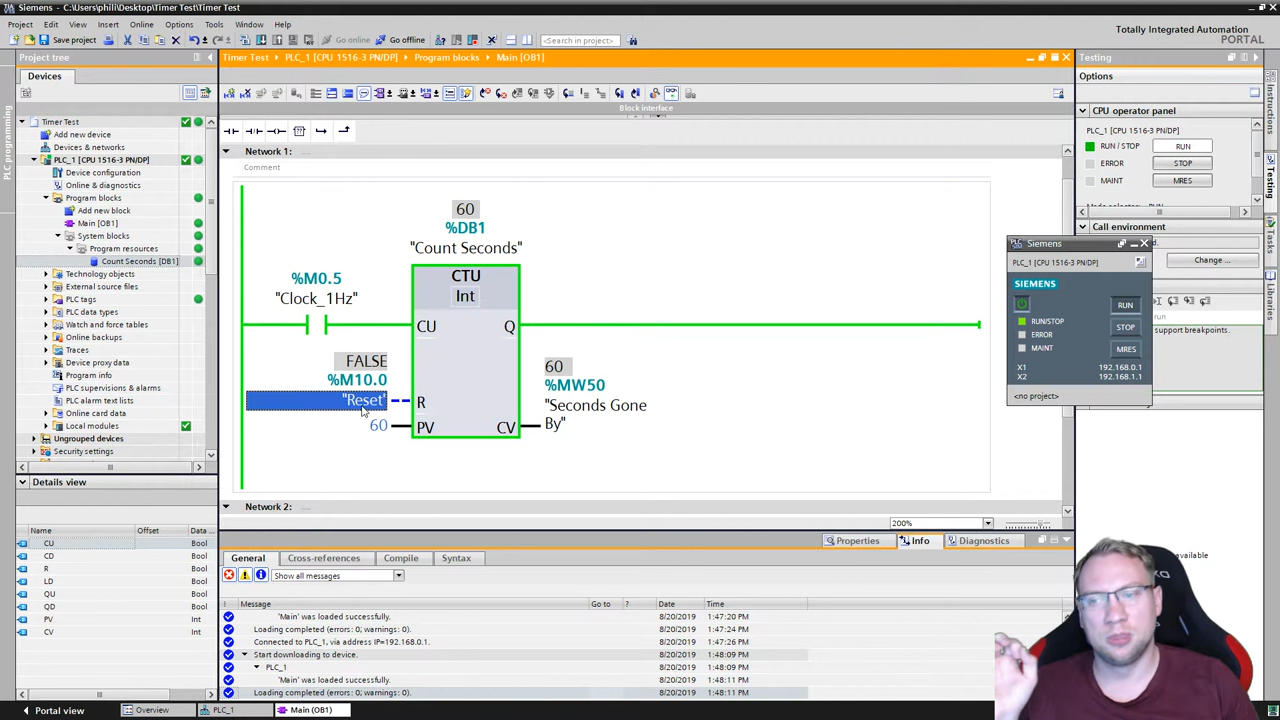 Siemens - C:\Users\phili\Desktop\Timer Test\Timer Test
Project Edit View Insert Online Options Tools Window Help
Totally Integrated Automation
PORTAL
Save project
Go online
Go offline
<Search in project>
Project tree
Timer Test ▸ PLC_1 [CPU 1516-3 PN/DP] ▸ Program blocks ▸ Main [OB1]
Testing
Devices
Options
PLC programming
Block interface
Timer Test
Add new device
Devices & networks
PLC_1 [CPU 1516-3 PN/DP]
Device configuration
Online & diagnostics
Program blocks
Add new block
Main [OB1]
System blocks
Program resources
Count Seconds [DB1]
Technology objects
External source files
PLC tags
PLC data types
Watch and force tables
Online backups
Traces
Device proxy data
Program info
PLC supervisions & alarms
PLC alarm text lists
Online card data
Local modules
Ungrouped devices
Security settings
Details view
Name Offset Data ...
CU Bool
CD Bool
R Bool
LD Bool
QU Bool
QD Bool
PV Int
CV Int
Network 1: .....
Comment
60
%DB1
"Count Seconds"
CTU
Int
%M0.5
"Clock_1Hz"
CU
Q
FALSE
%M10.0
"Reset"
R
60
PV
CV
60
%MW50
"Seconds Gone
By"
Network 2: .....
200%
CPU operator panel
PLC_1 [CPU 1516-3 PN/DP]
RUN / STOP RUN
ERROR STOP
MAINT MRES
Call environment
Change ...
support breakpoints.
Siemens
PLC_1 [CPU 1516-3 PN/DP]
SIEMENS
RUN
RUN/STOP
STOP
ERROR
MAINT
MRES
X1 192.168.0.1
X2 192.168.1.1
<no project>
Instructions
Testing
Tasks
Libraries
Properties
Info
Diagnostics
General Cross-references Compile Syntax
Show all messages
! Message Go to ? Date Time
'Main' was loaded successfully. 8/20/2019 1:47:20 PM
Loading completed (errors: 0; warnings: 0). 8/20/2019 1:47:24 PM
Connected to PLC_1, via address IP=192.168.0.1. 8/20/2019 1:47:26 PM
Start downloading to device. 8/20/2019 1:48:09 PM
PLC_1 8/20/2019 1:48:09 PM
'Main' was loaded successfully. 8/20/2019 1:48:11 PM
Loading completed (errors: 0; warnings: 0). 8/20/2019 1:48:11 PM
available
Portal view
Overview
PLC_1
Main (OB1)